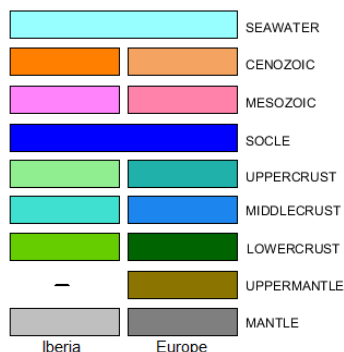 SEAWATER
CENOZOIC
MESOZOIC
SOCLE
UPPERCRUST
MIDDLECRUST
LOWERCRUST
– UPPERMANTLE
MANTLE
Iberia Europe